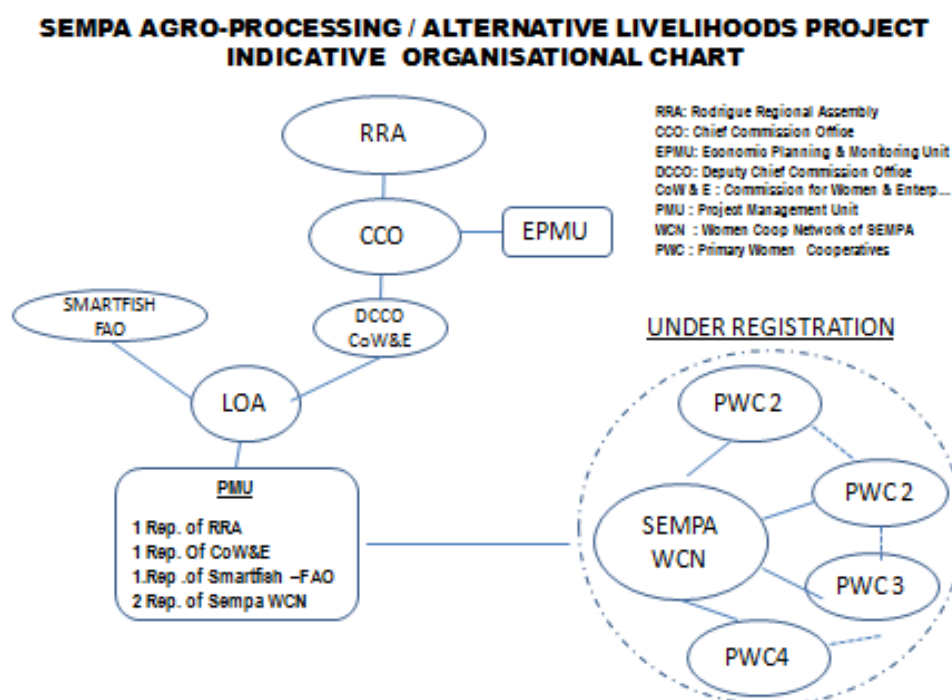 SEMPA AGRO-PROCESSING / ALTERNATIVE LIVELIHOODS PROJECT
INDICATIVE ORGANISATIONAL CHART
RRA
RRA: Rodrigue Regional Assembly
CCO: Chief Commission Office
EPMU: Economic Planning & Monitoring Unit
DCCO: Deputy Chief Commission Office
CoW & E : Commission for Women & Enterp...
PMU : Project Management Unit
WCN : Women Coop Network of SEMPA
PWC : Primary Women Cooperatives
CCO
EPMU
SMARTFISH
FAO
DCCO
CoW&E
LOA
PMU
1 Rep. of RRA
1 Rep. Of CoW&E
1.Rep .of Smartfish –FAO
2 Rep. of Sempa WCN
UNDER REGISTRATION
PWC 2
PWC 2
SEMPA
WCN
PWC 3
PWC4